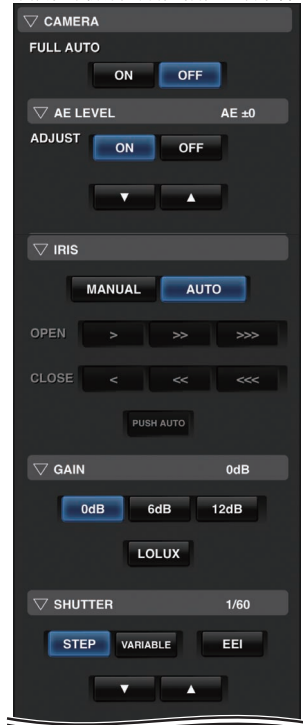 ▽ CAMERA
FULL AUTO
ON OFF
▽ AE LEVEL AE ±0
ADJUST ON OFF
▼ ▲
▽ IRIS
MANUAL AUTO
OPEN > >> >>>
CLOSE < << <<<
PUSH AUTO
▽ GAIN 0dB
0dB 6dB 12dB
LOLUX
▽ SHUTTER 1/60
STEP VARIABLE EEI
▼ ▲